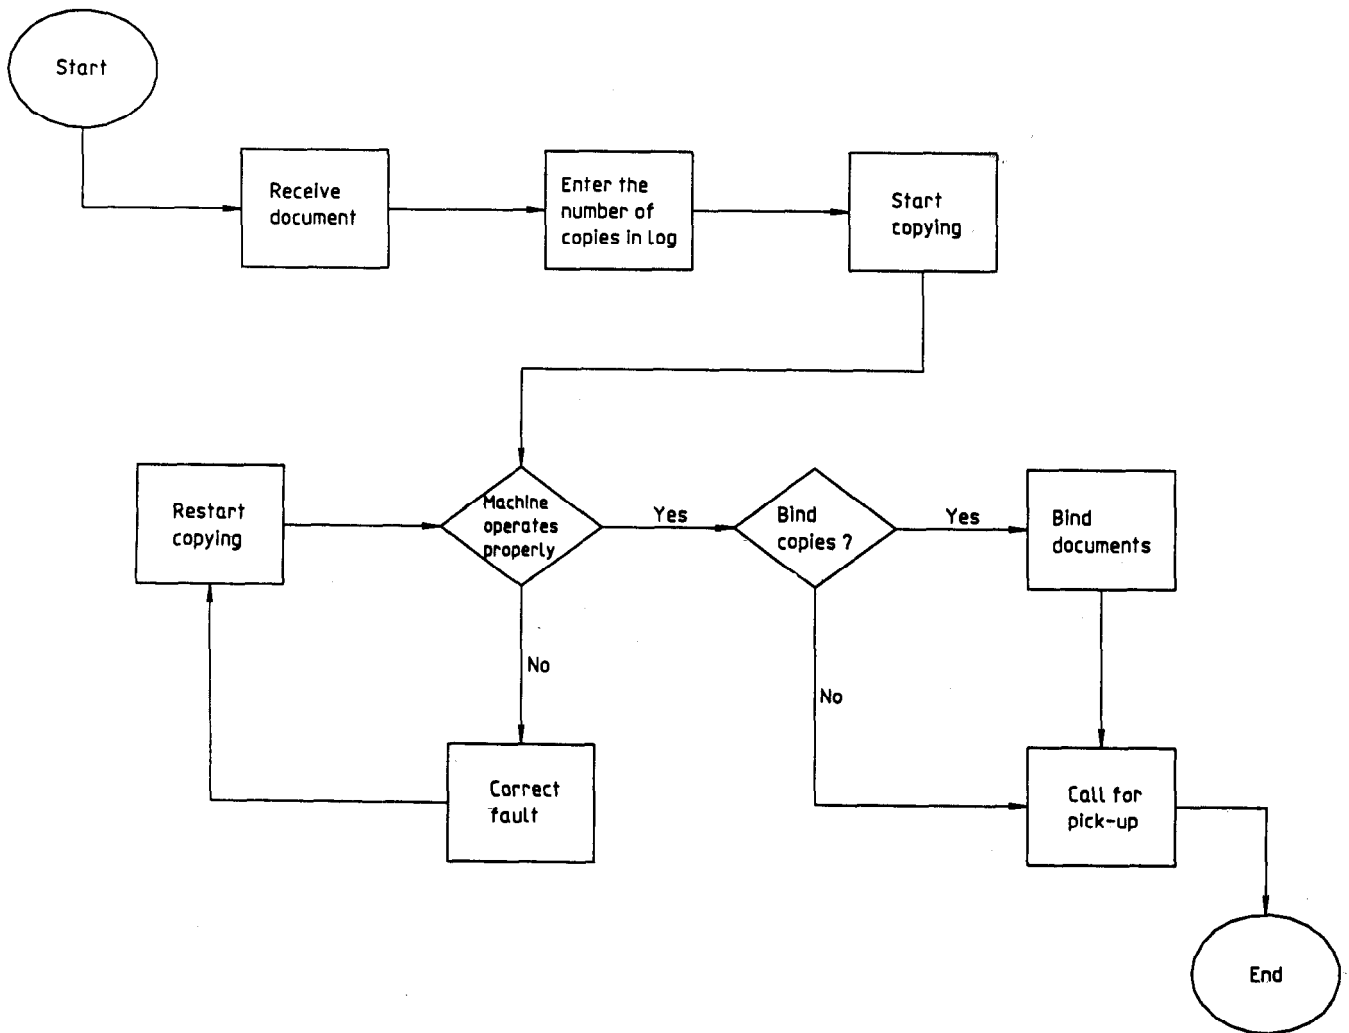 Start
Receive
document
Enter the
number of
copies in log
Start
copying
Restart
copying
Machine
operates
properly
Yes
Bind
copies ?
Yes
Bind
documents
No
No
Correct
fault
Call for
pick-up
End